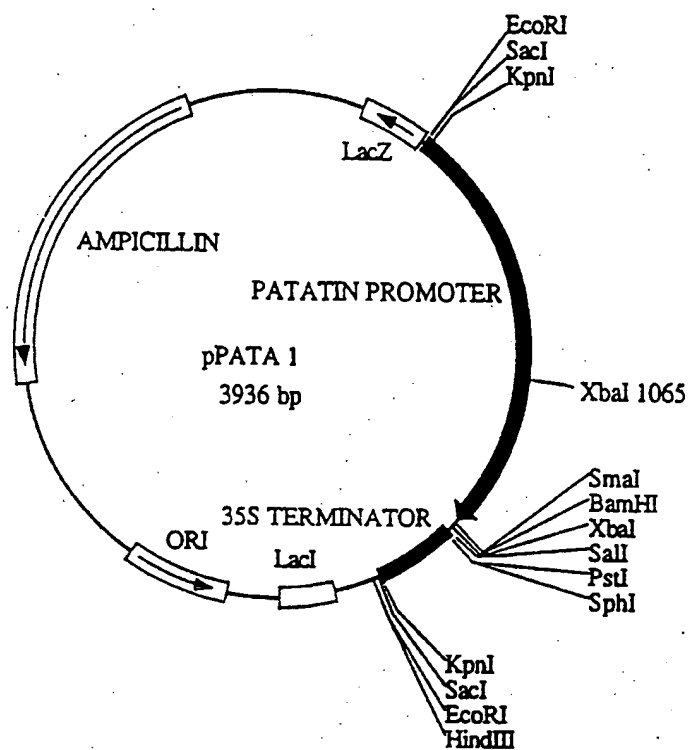 EcoRI
SacI
KpnI
LacZ
AMPICILLIN
PATATIN PROMOTER
pPATA 1
3936 bp
XbaI 1065
SmaI
BamHI
XbaI
SalI
PstI
SphI
35S TERMINATOR
ORI
LacI
KpnI
SacI
EcoRI
HindIII